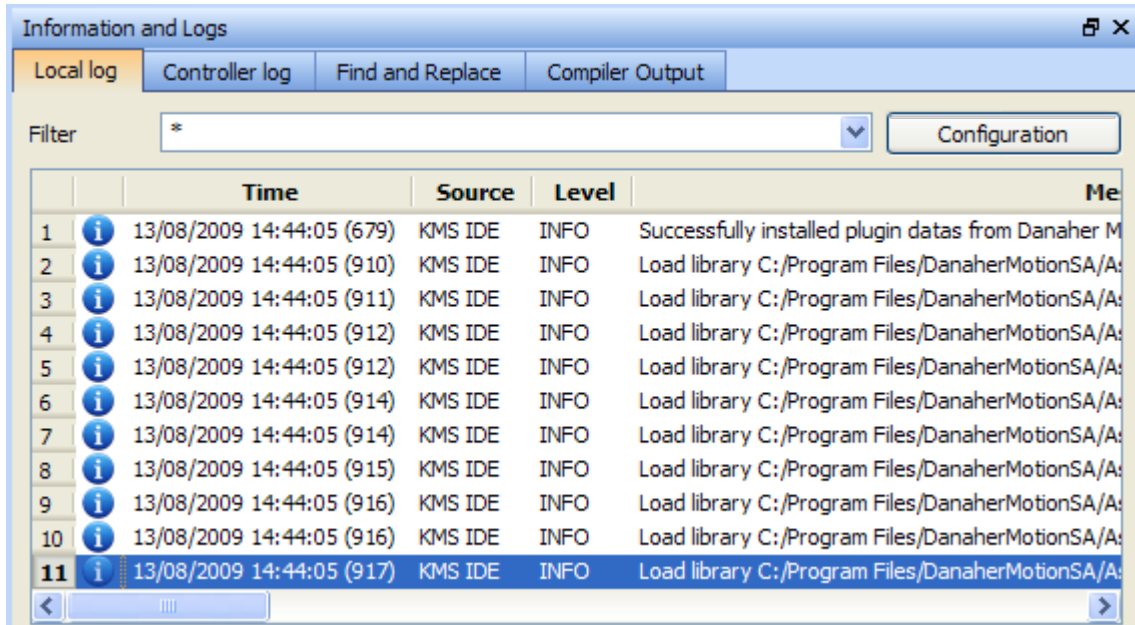 Information and Logs
Local log Controller log Find and Replace Compiler Output
Filter * Configuration
Time Source Level Me
1 13/08/2009 14:44:05 (679) KMS IDE INFO Successfully installed plugin datas from Danaher M
2 13/08/2009 14:44:05 (910) KMS IDE INFO Load library C:/Program Files/DanaherMotionSA/A
3 13/08/2009 14:44:05 (911) KMS IDE INFO Load library C:/Program Files/DanaherMotionSA/A
4 13/08/2009 14:44:05 (912) KMS IDE INFO Load library C:/Program Files/DanaherMotionSA/A
5 13/08/2009 14:44:05 (912) KMS IDE INFO Load library C:/Program Files/DanaherMotionSA/A
6 13/08/2009 14:44:05 (914) KMS IDE INFO Load library C:/Program Files/DanaherMotionSA/A
7 13/08/2009 14:44:05 (914) KMS IDE INFO Load library C:/Program Files/DanaherMotionSA/A
8 13/08/2009 14:44:05 (915) KMS IDE INFO Load library C:/Program Files/DanaherMotionSA/A
9 13/08/2009 14:44:05 (916) KMS IDE INFO Load library C:/Program Files/DanaherMotionSA/A
10 13/08/2009 14:44:05 (916) KMS IDE INFO Load library C:/Program Files/DanaherMotionSA/A
11 13/08/2009 14:44:05 (917) KMS IDE INFO Load library C:/Program Files/DanaherMotionSA/A